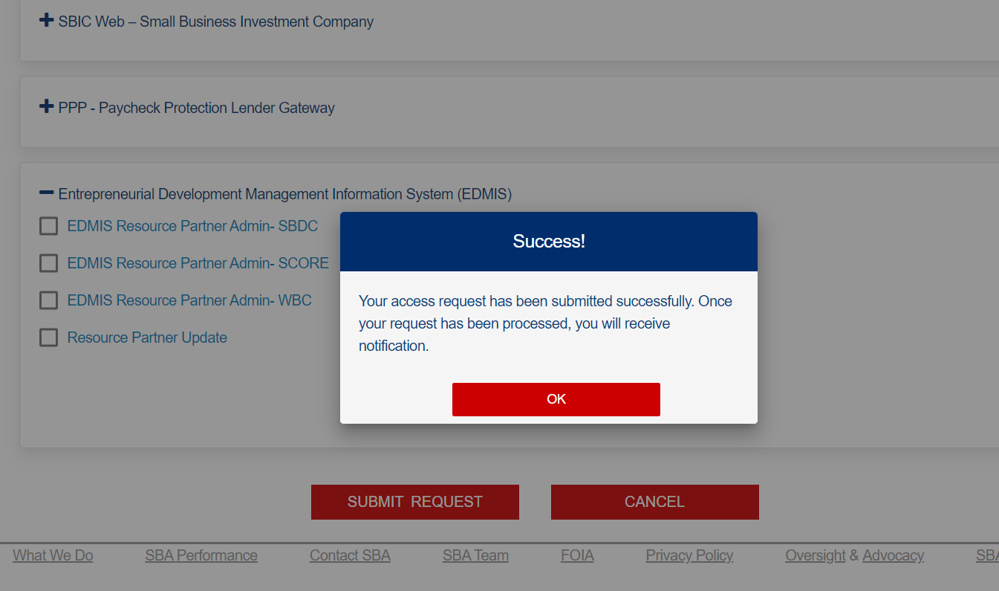 SBIC Web – Small Business Investment Company
PPP - Paycheck Protection Lender Gateway
Entrepreneurial Development Management Information System (EDMIS)
EDMIS Resource Partner Admin- SBDC
EDMIS Resource Partner Admin- SCORE
EDMIS Resource Partner Admin- WBC
Resource Partner Update
Success!
Your access request has been submitted successfully. Once
your request has been processed, you will receive
notification.
OK
SUBMIT REQUEST CANCEL
What We Do SBA Performance Contact SBA SBA Team FOIA Privacy Policy Oversight & Advocacy